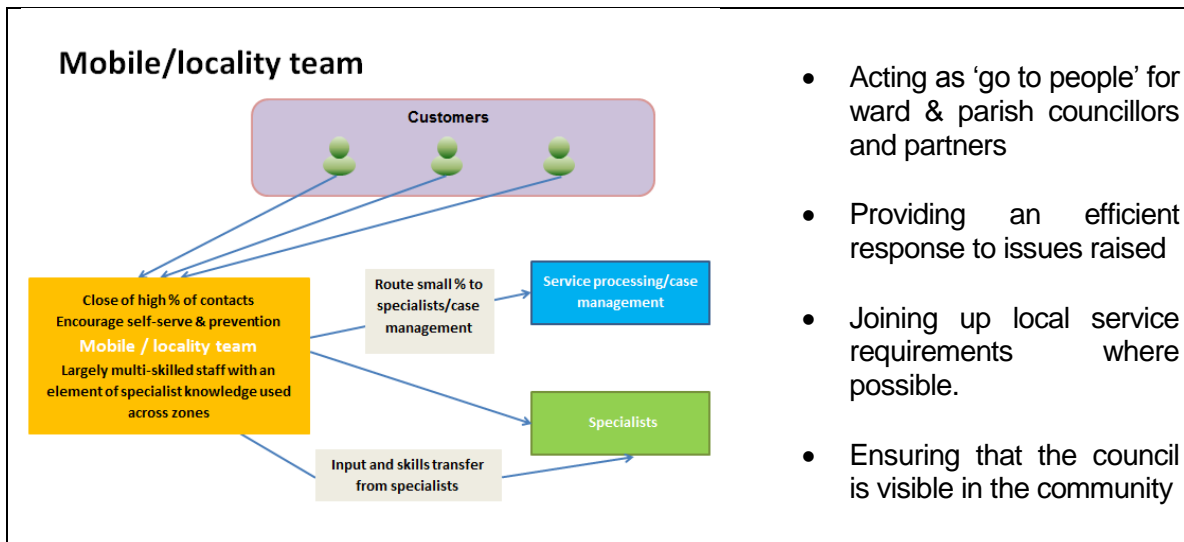 Mobile/locality team
Customers
Close of high % of contacts
Encourage self-serve & prevention
Mobile / locality team
Largely multi-skilled staff with an
element of specialist knowledge used
across zones
Route small % to
specialists/case
management
Service processing/case
management
Specialists
Input and skills transfer
from specialists
• Acting as ‘go to people’ for
ward & parish councillors
and partners
• Providing an efficient
response to issues raised
• Joining up local service
requirements where
possible.
• Ensuring that the council
is visible in the community